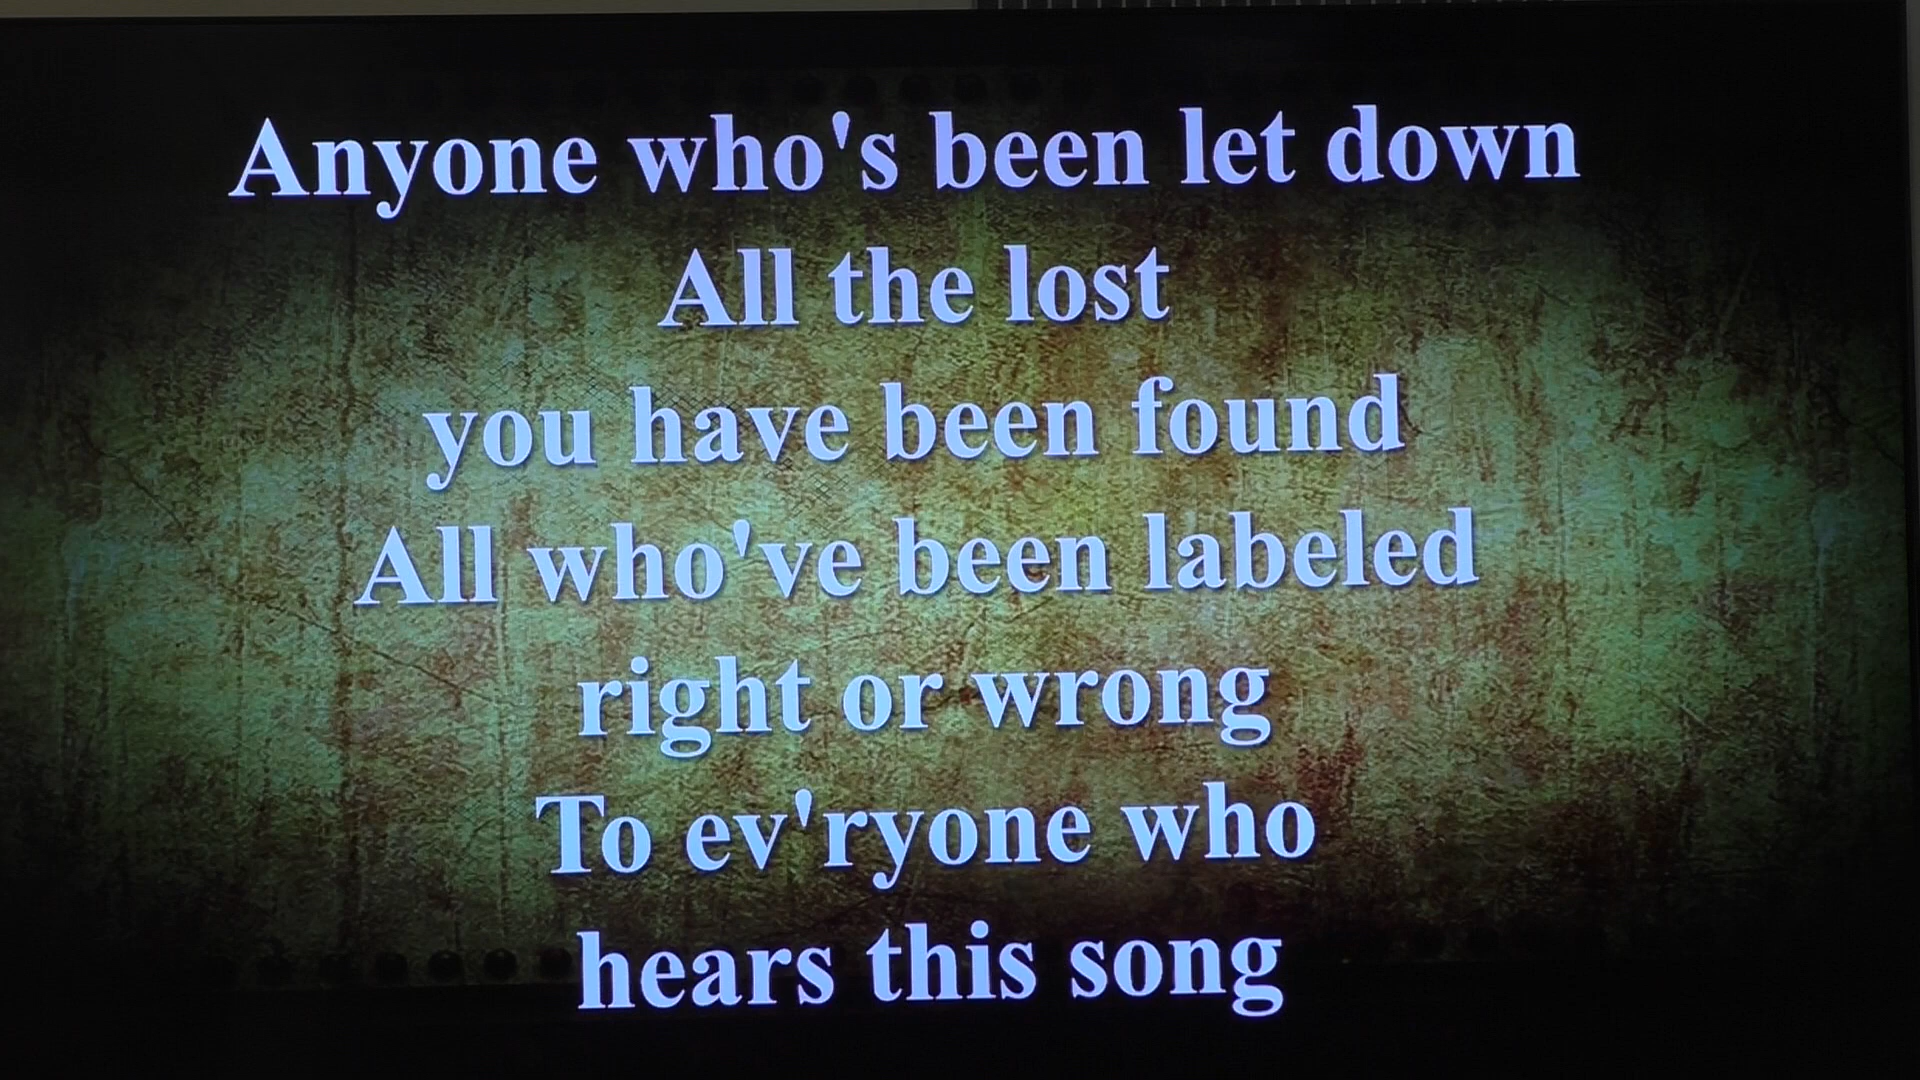 Anyone who's been let down
All the lost
you have been found
All who've been labeled
right or wrong
To ev'ryone who
hears this song